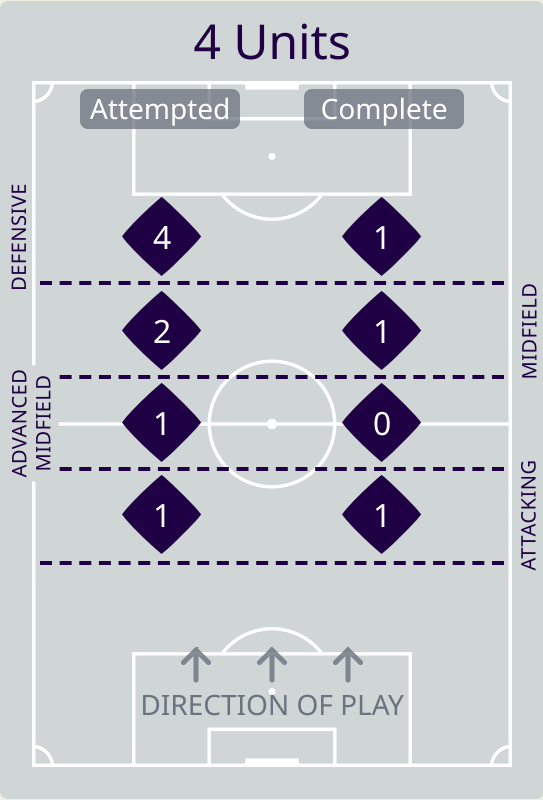 4 Units
Attempted Complete
DEFENSIVE
4 1
MIDFIELD
2 1
ADVANCED
MIDFIELD
1 0
ATTACKING
1 1
DIRECTION OF PLAY